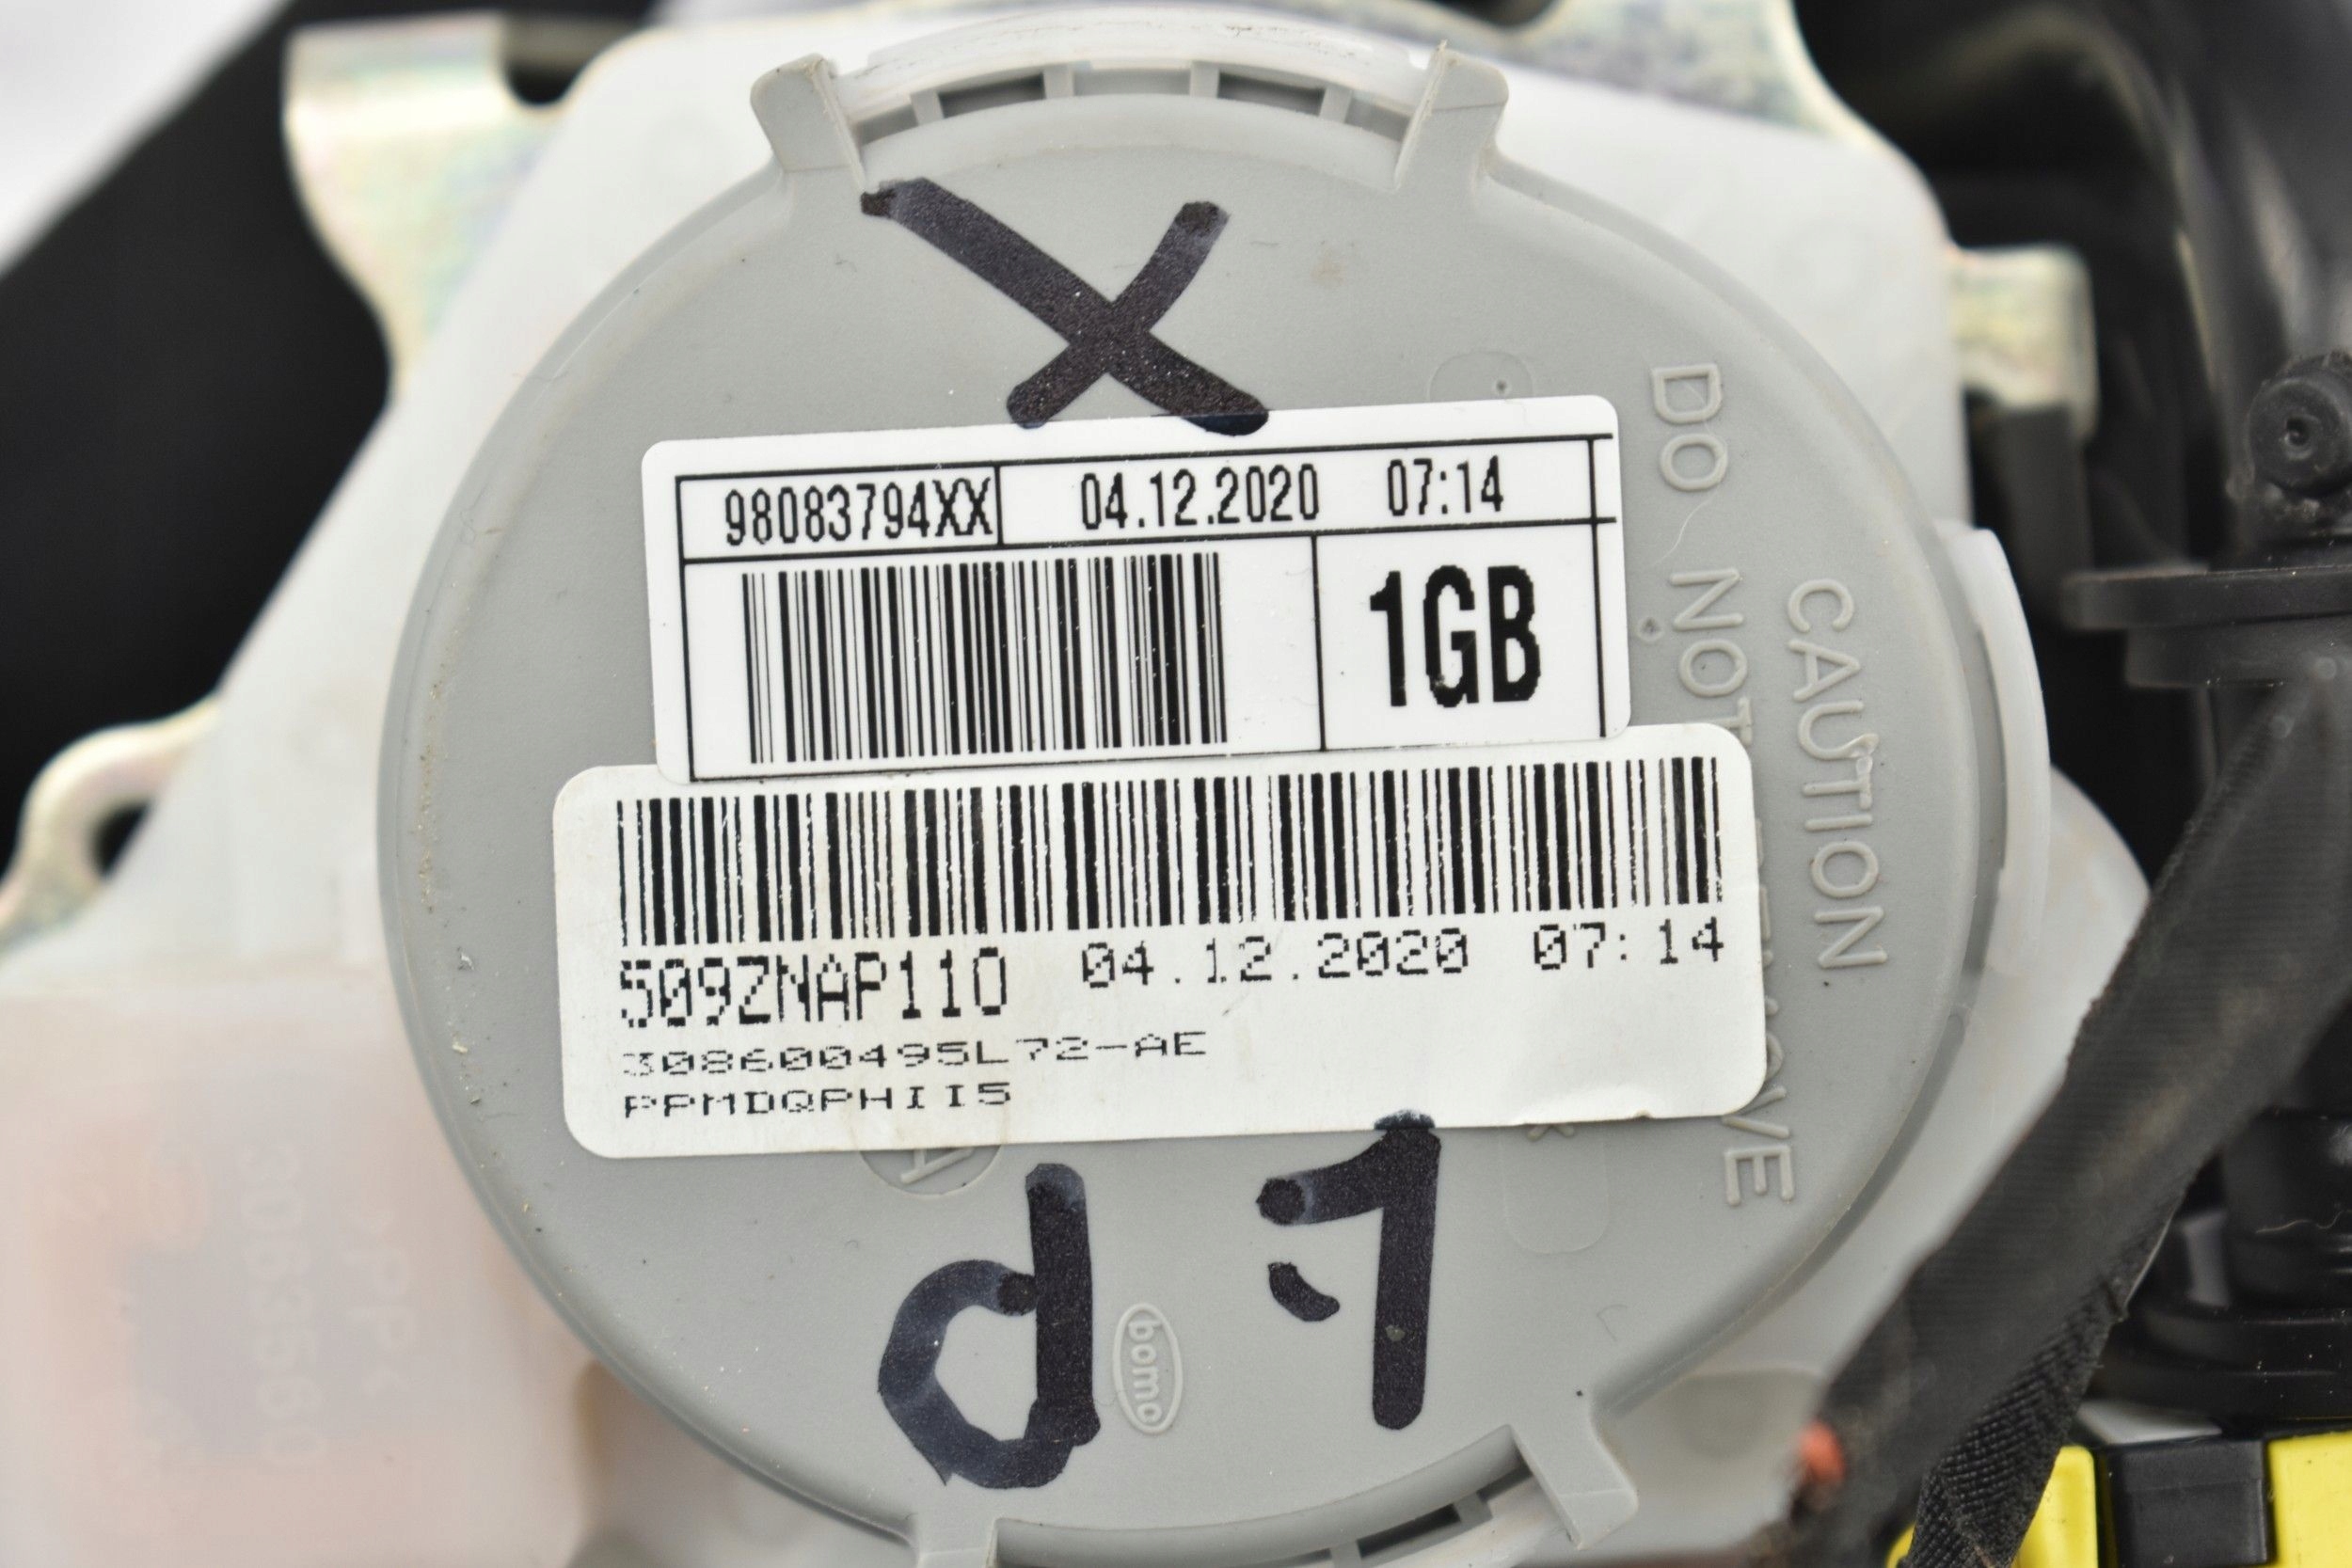 X
98083794XX 04.12.2020 07:14
1GB
509ZNAP110 04.12.2020 07:14
308600495L72-AE
PPMDQPHII5
DO NOT
CAUTION
A
bomo